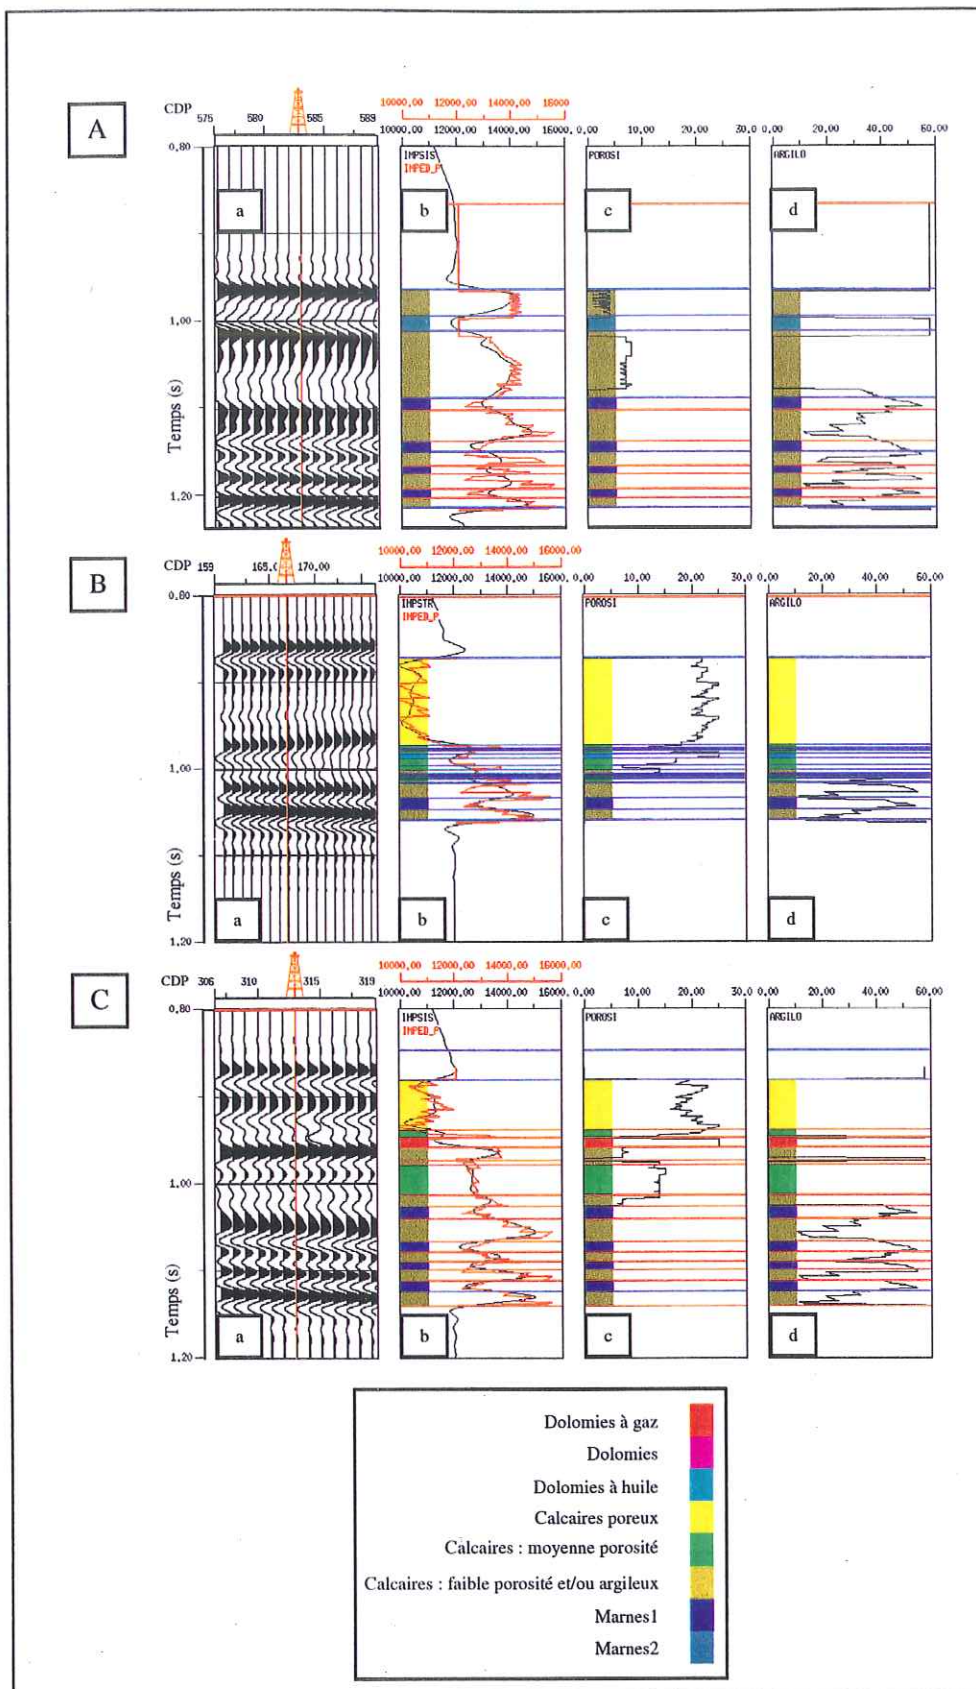 A
CDP
575 580 585 589
10000,00 12000,00 14000,00 16000
10000,00 12000,00 14000,00 16000,00
0,00 10,00 20,00 30,0
0,00 20,00 40,00 60,00
0,80
1,00
1,20
Temps (s)
IMPSIS
IMPED_P
POROSI
ARGILO
a
b
c
d
B
CDP
159 165,0 170,00
10000,00 12000,00 14000,00 16000,00
10000,00 12000,00 14000,00 16000,00
0,00 10,00 20,00 30,0
0,00 20,00 40,00 60,00
0,80
1,00
1,20
Temps (s)
IMPSTR
IMPED_P
POROSI
ARGILO
a
b
c
d
C
CDP
306 310 315 319
10000,00 12000,00 14000,00 16000,00
10000,00 12000,00 14000,00 16000,00
0,00 10,00 20,00 30,0
0,00 20,00 40,00 60,00
0,80
1,00
1,20
Temps (s)
IMPSIS
IMPED_P
POROSI
ARGILO
a
b
c
d
Dolomies à gaz
Dolomies
Dolomies à huile
Calcaires poreux
Calcaires : moyenne porosité
Calcaires : faible porosité et/ou argileux
Marnes1
Marnes2